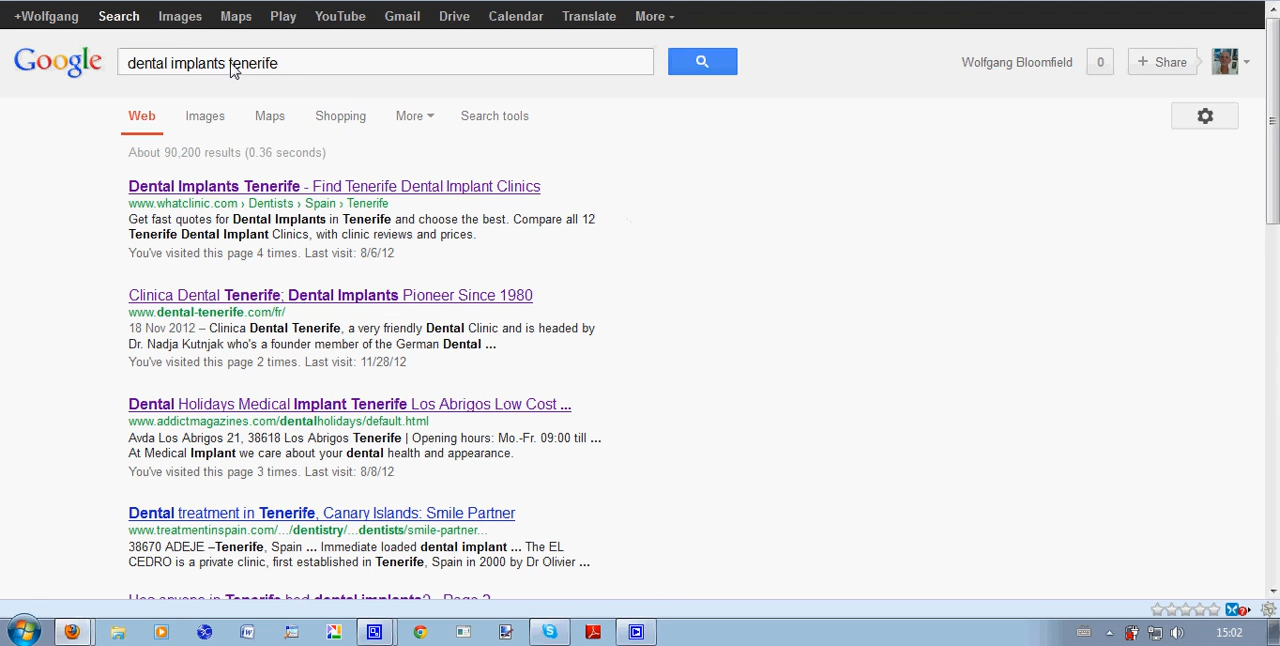 +Wolfgang Search Images Maps Play YouTube Gmail Drive Calendar Translate More
Google dental implants tenerife Wolfgang Bloomfield 0 + Share
Web Images Maps Shopping More Search tools
About 90,200 results (0.36 seconds)
Dental Implants Tenerife - Find Tenerife Dental Implant Clinics
www.whatclinic.com › Dentists › Spain › Tenerife
Get fast quotes for Dental Implants in Tenerife and choose the best. Compare all 12
Tenerife Dental Implant Clinics, with clinic reviews and prices.
You've visited this page 4 times. Last visit: 8/6/12
Clinica Dental Tenerife; Dental Implants Pioneer Since 1980
www.dental-tenerife.com/fr/
18 Nov 2012 – Clinica Dental Tenerife, a very friendly Dental Clinic and is headed by
Dr. Nadja Kutnjak who's a founder member of the German Dental ...
You've visited this page 2 times. Last visit: 11/28/12
Dental Holidays Medical Implant Tenerife Los Abrigos Low Cost ...
www.addictmagazines.com/dentalholidays/default.html
Avda Los Abrigos 21, 38618 Los Abrigos Tenerife | Opening hours: Mo.-Fr. 09:00 till ...
At Medical Implant we care about your dental health and appearance.
You've visited this page 3 times. Last visit: 8/8/12
Dental treatment in Tenerife, Canary Islands: Smile Partner
www.treatmentinspain.com/.../dentistry/...dentists/smile-partner...
38670 ADEJE –Tenerife, Spain ... Immediate loaded dental implant ... The EL
CEDRO is a private clinic, first established in Tenerife, Spain in 2000 by Dr Olivier ...
Has anyone in Tenerife had dental implants? - Page 2
15:02